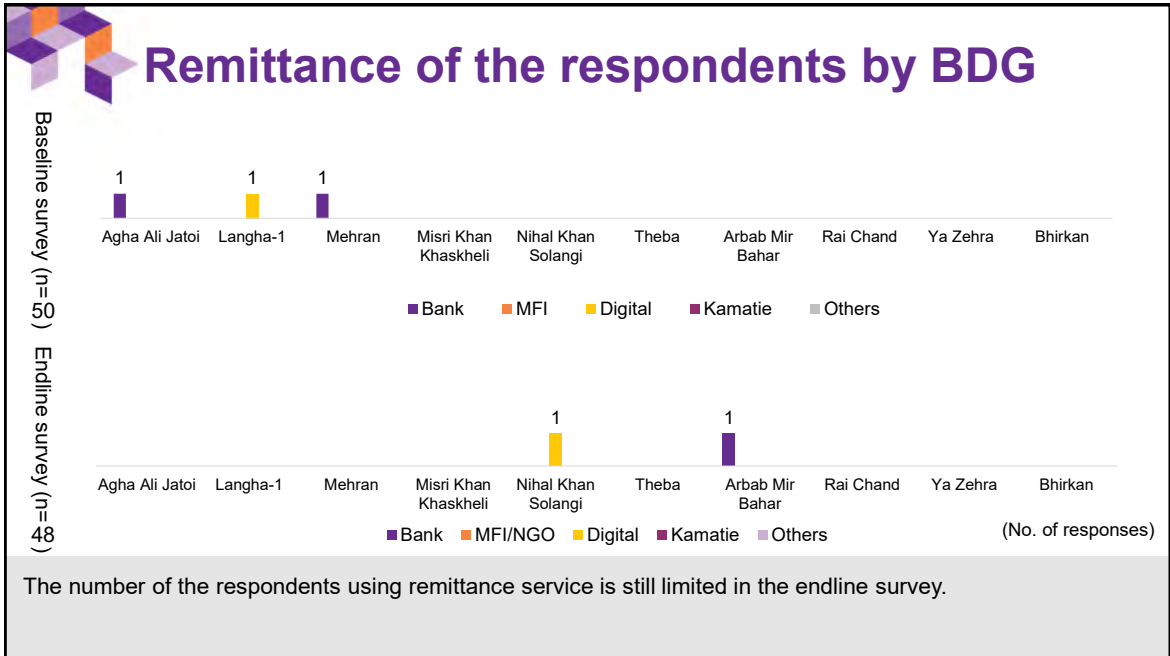 Remittance of the respondents by BDG
Baseline survey (n= 50)
1 1 1
Agha Ali Jatoi Langha-1 Mehran Misri Khan Khaskheli Nihal Khan Solangi Theba Arbab Mir Bahar Rai Chand Ya Zehra Bhirkan
Bank MFI Digital Kamatie Others
Endline survey (n= 48)
1 1
Agha Ali Jatoi Langha-1 Mehran Misri Khan Khaskheli Nihal Khan Solangi Theba Arbab Mir Bahar Rai Chand Ya Zehra Bhirkan
Bank MFI/NGO Digital Kamatie Others
(No. of responses)
The number of the respondents using remittance service is still limited in the endline survey.